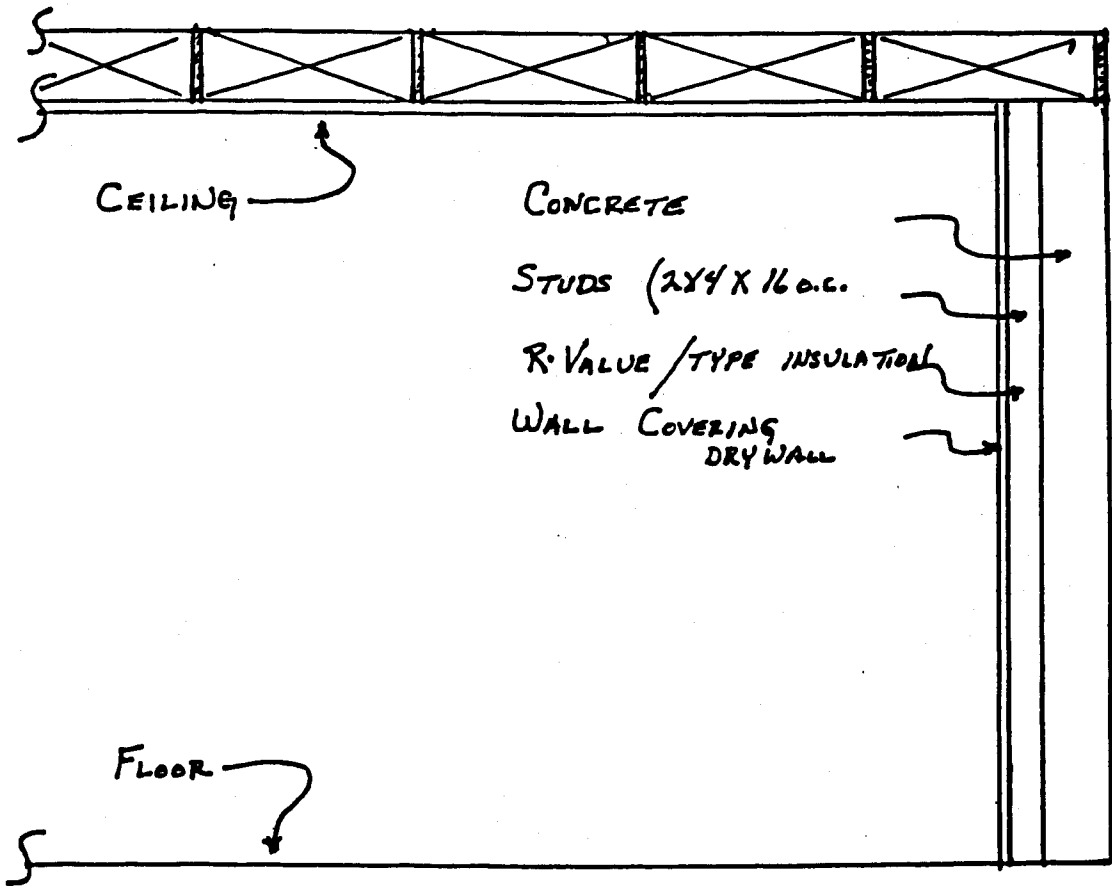 CEILING
CONCRETE
STUDS (2X4 X 16 O.C.
R-VALUE / TYPE INSULATION
WALL COVERING
DRYWALL
FLOOR